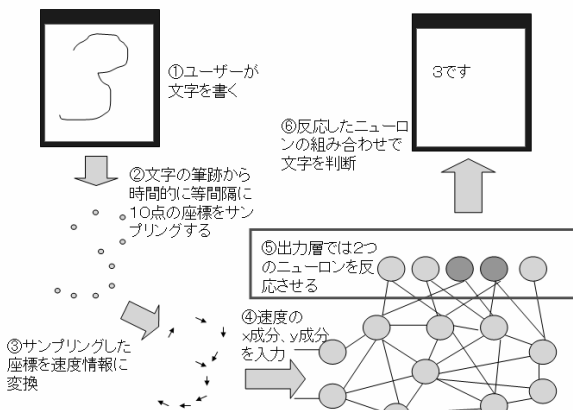 ①ユーザーが
文字を書く
②文字の筆跡から
時間的に等間隔に
10点の座標をサン
プリングする
③サンプリングした
座標を速度情報に
変換
④速度の
x成分、y成分
を入力
⑤出力層では2つ
のニューロンを反
応させる
⑥反応したニューロ
ンの組み合わせで
文字を判断
3です
3